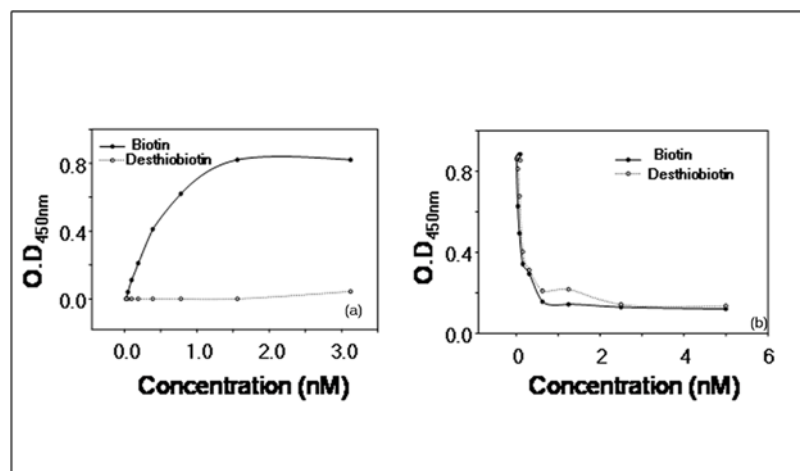 Biotin
Desthiobiotin
0.8
0.4
0.0
O.D450nm
(a)
0.0 1.0 2.0 3.0
Concentration (nM)
Biotin
Desthiobiotin
0.8
0.4
0.0
O.D450nm
(b)
0 2 4 6
Concentration (nM)